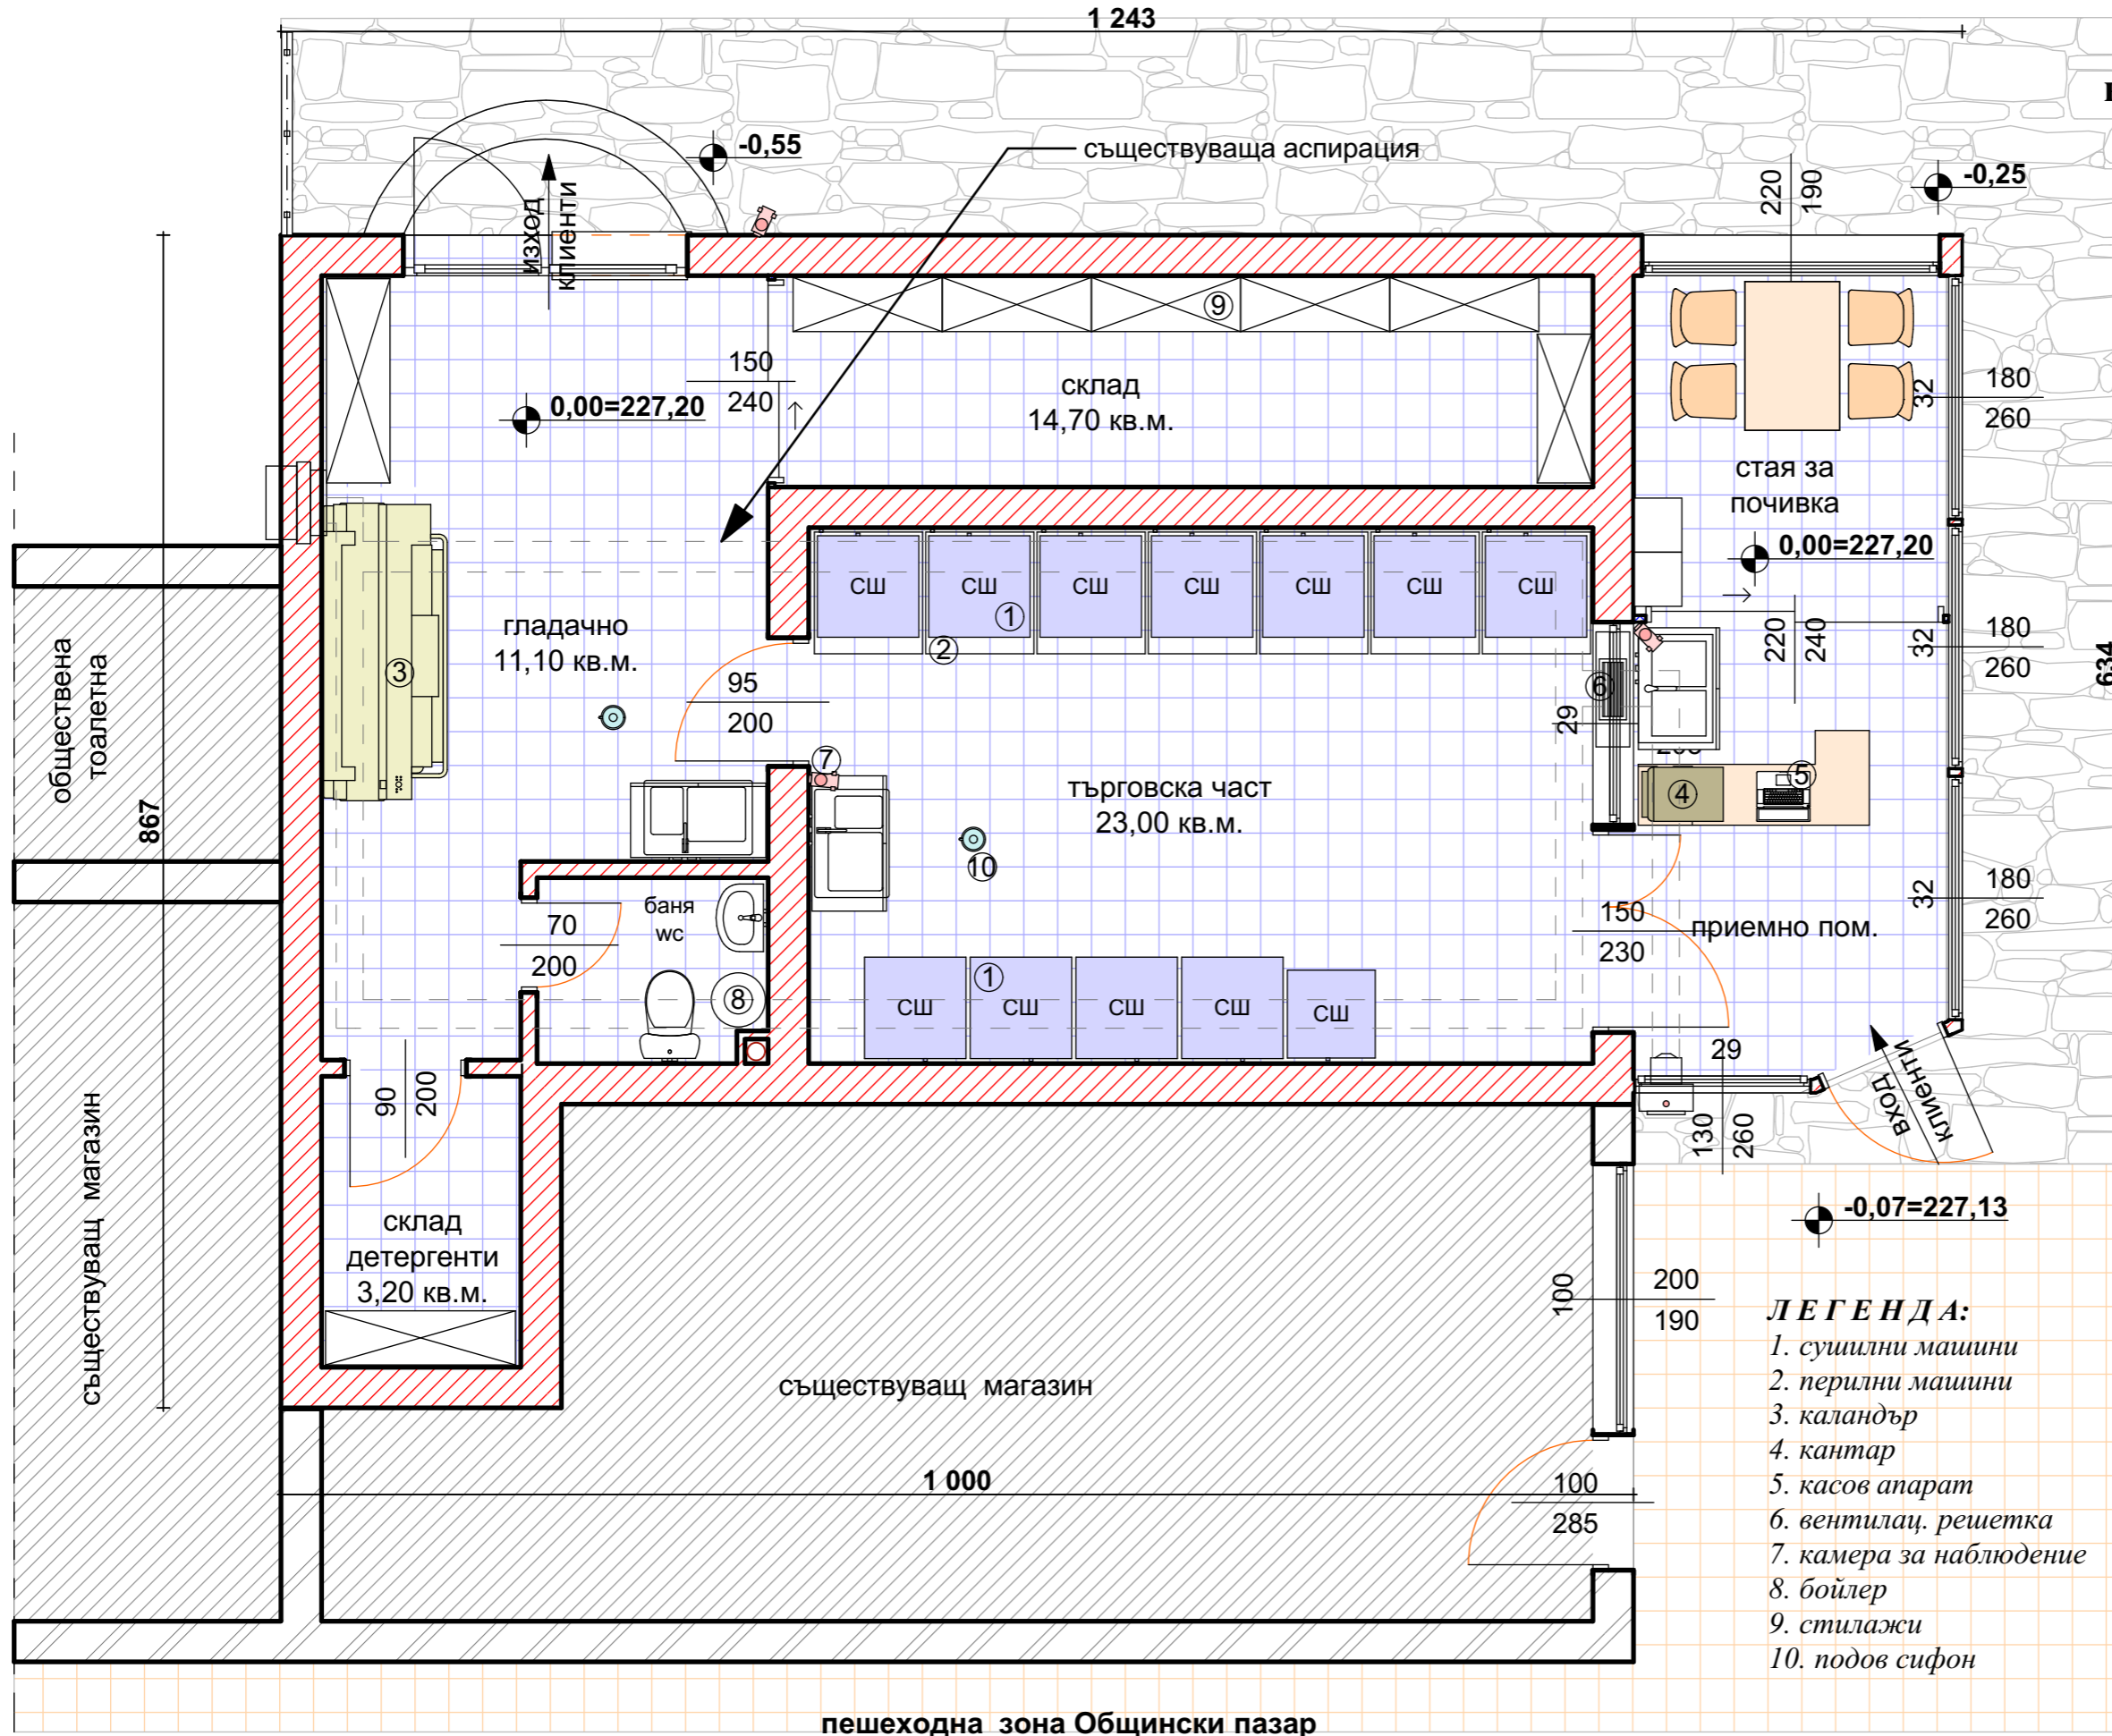 1 243
-0,55
съществуваща аспирация
220
190
-0,25
изход
клиенти
9
150
240
склад
14,70 кв.м.
0,00=227,20
32
180
260
стая за
почивка
0,00=227,20
СШ
СШ
СШ
СШ
СШ
СШ
СШ
1
2
обществена
тоалетна
гладачно
11,10 кв.м.
3
95
200
6
29
220
240
32
180
260
634
7
търговска част
23,00 кв.м.
4
5
867
10
баня
wc
70
200
8
150
230
приемно пом.
32
180
260
1
СШ
СШ
СШ
СШ
СШ
29
вход
клиенти
90
200
130
260
съществуващ магазин
склад
детергенти
3,20 кв.м.
-0,07=227,13
100
200
190
съществуващ магазин
1 000
100
285
Л Е Г Е Н Д А:
1. сушилни машини
2. перилни машини
3. каландър
4. кантар
5. касов апарат
6. вентилац. решетка
7. камера за наблюдение
8. бойлер
9. стилажи
10. подов сифон
пешеходна зона Общински пазар